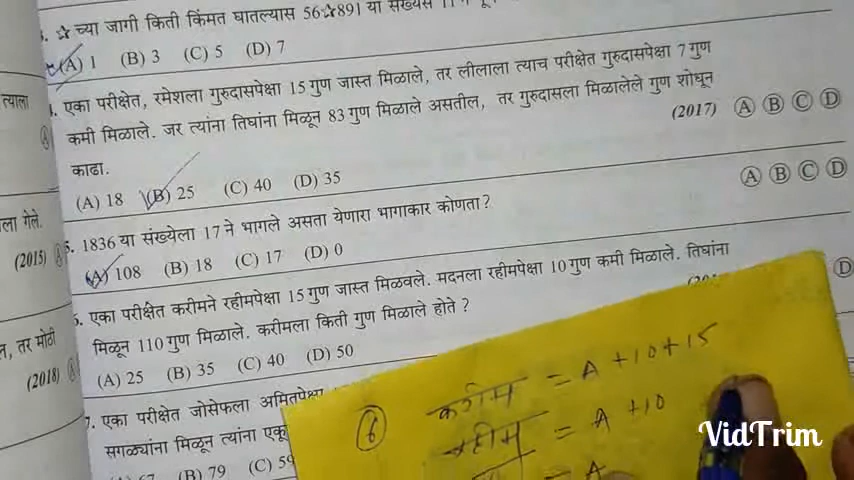 च्या जागी किती किंमत घातल्यास 56☆891 या संख्येस 11 ने
(A) 1 (B) 3 (C) 5 (D) 7
एका परीक्षेत, रमेशला गुरुदासपेक्षा 15 गुण जास्त मिळाले, तर लीलाला त्याच परीक्षेत गुरुदासपेक्षा 7 गुण
कमी मिळाले. जर त्यांना तिघांना मिळून 83 गुण मिळाले असतील, तर गुरुदासला मिळालेले गुण शोधून
काढा.
(2017) A B C D
(A) 18 (B) 25 (C) 40 (D) 35
A B C D
5. 1836 या संख्येला 17 ने भागले असता येणारा भागाकार कोणता ?
(A) 108 (B) 18 (C) 17 (D) 0
एका परीक्षेत करीमने रहीमपेक्षा 15 गुण जास्त मिळवले. मदनला रहीमपेक्षा 10 गुण कमी मिळाले. तिघांना
मिळून 110 गुण मिळाले. करीमला किती गुण मिळाले होते ?
D
(A) 25 (B) 35 (C) 40 (D) 50
7. एका परीक्षेत जोसेफला अमितपेक्षा
सगळ्यांना मिळून त्यांना
(B) 79 (C) 59
त्याला
ला गेले.
(2015) A
तर मोठी
(2018) A
6 करीम = A + 10 + 15
रहीम = A + 10
= A
VidTrim